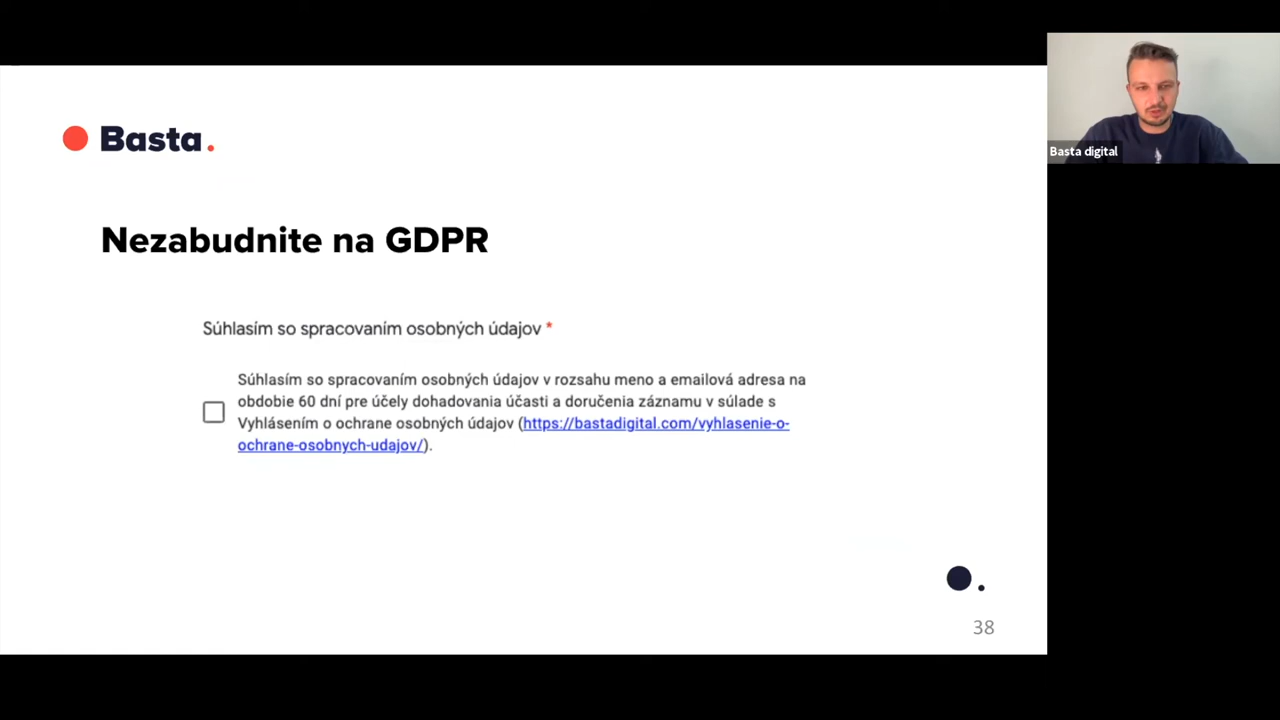 Basta.
Basta digital
Nezabudnite na GDPR
Súhlasím so spracovaním osobných údajov *
Súhlasím so spracovaním osobných údajov v rozsahu meno a emailová adresa na
obdobie 60 dní pre účely dohadovania účasti a doručenia záznamu v súlade s
Vyhlásením o ochrane osobných údajov (https://bastadigital.com/vyhlasenie-o-
ochrane-osobnych-udajov/).
38